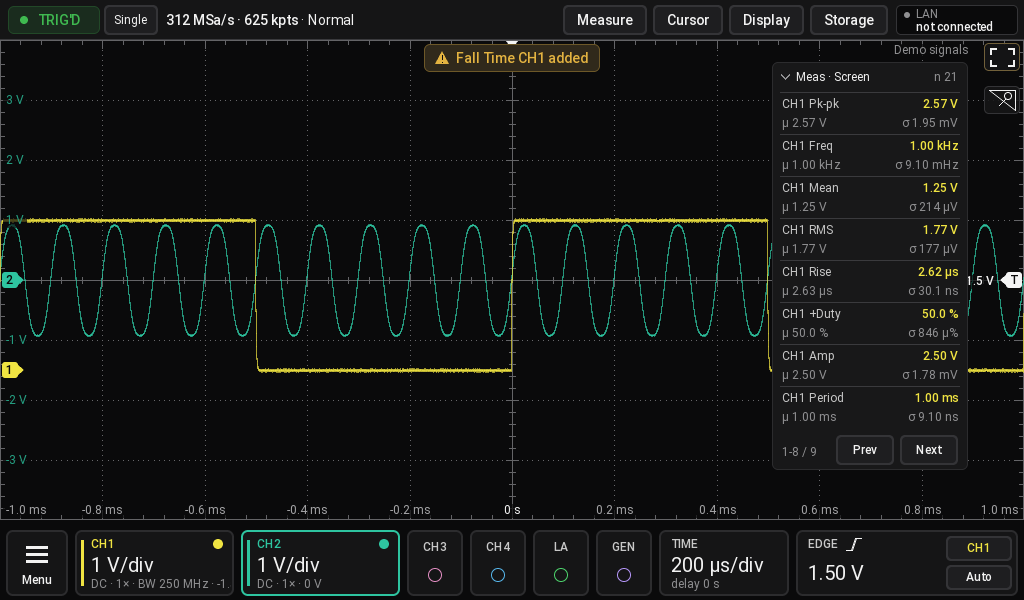 TRIG'D
Single
312 MSa/s · 625 kpts · Normal
Measure
Cursor
Display
Storage
LAN
not connected
Demo signals
Fall Time CH1 added
Meas · Screen
n 21
CH1 Pk-pk
2.57 V
µ 2.57 V
σ 1.95 mV
CH1 Freq
1.00 kHz
µ 1.00 kHz
σ 9.10 mHz
CH1 Mean
1.25 V
µ 1.25 V
σ 214 µV
CH1 RMS
1.77 V
µ 1.77 V
σ 177 µV
CH1 Rise
2.62 µs
µ 2.63 µs
σ 30.1 ns
CH1 +Duty
50.0 %
µ 50.0 %
σ 846 µ%
CH1 Amp
2.50 V
µ 2.50 V
σ 1.78 mV
CH1 Period
1.00 ms
µ 1.00 ms
σ 9.10 ns
1-8 / 9
Prev
Next
3 V
2 V
1 V
2
-1 V
1
-2 V
-3 V
1.5 V
T
-1.0 ms
-0.8 ms
-0.6 ms
-0.4 ms
-0.2 ms
0 s
0.2 ms
0.4 ms
0.6 ms
0.8 ms
1.0 ms
Menu
CH1
1 V/div
DC · 1× · BW 250 MHz · -1.
CH2
1 V/div
DC · 1× · 0 V
CH3
CH4
LA
GEN
TIME
200 µs/div
delay 0 s
EDGE
1.50 V
CH1
Auto